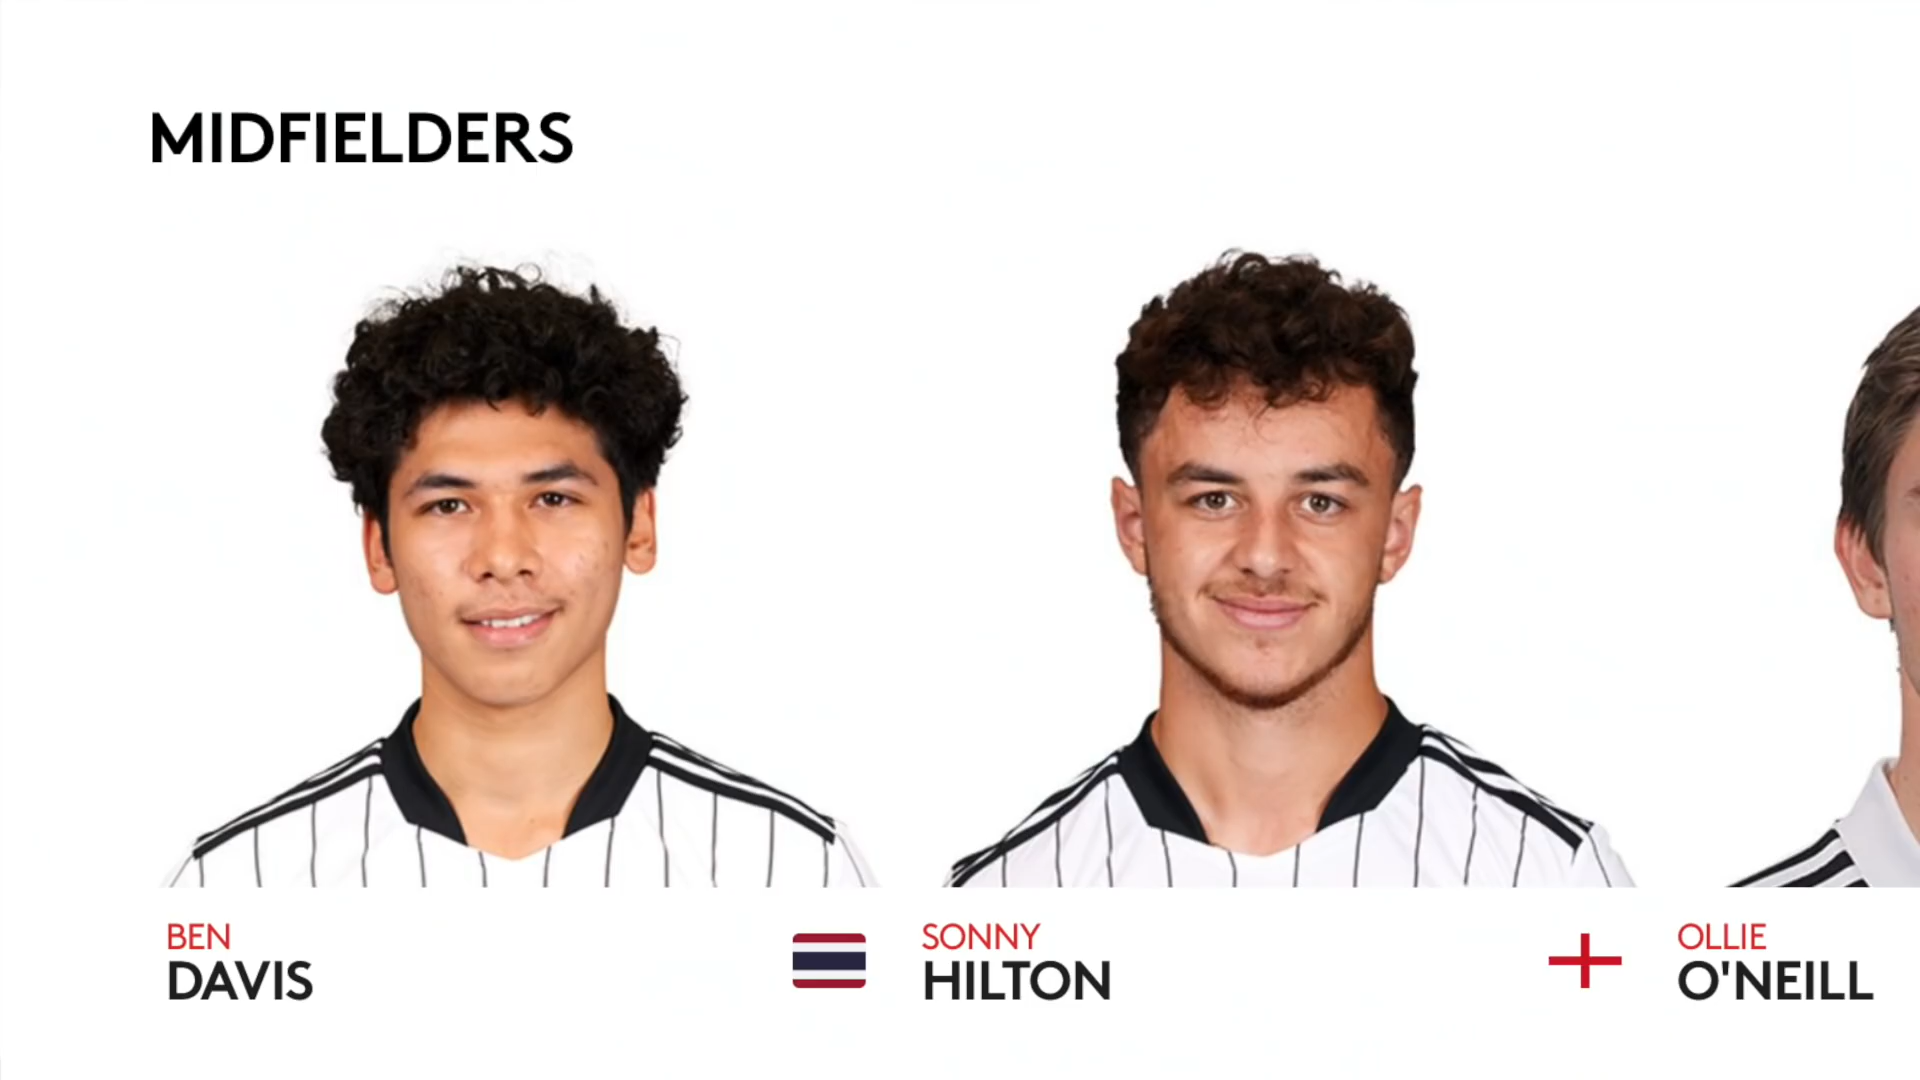 MIDFIELDERS
BEN
DAVIS
SONNY
HILTON
OLLIE
O'NEILL